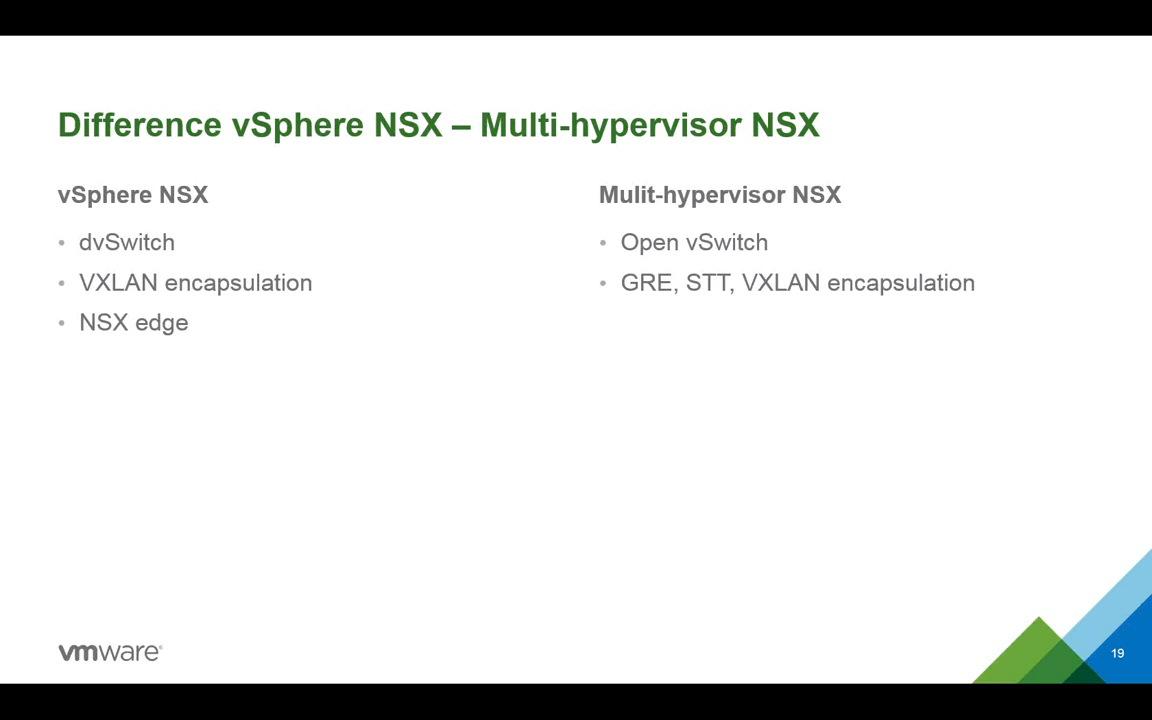 Difference vSphere NSX – Multi-hypervisor NSX
vSphere NSX
• dvSwitch
• VXLAN encapsulation
• NSX edge
Mulit-hypervisor NSX
• Open vSwitch
• GRE, STT, VXLAN encapsulation
vmware®
19